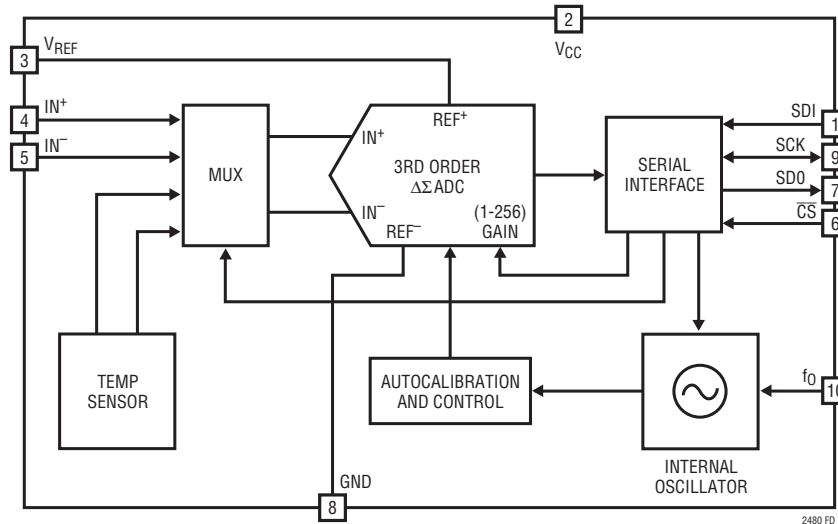 2
VCC
3
VREF
4
IN+
5
IN−
MUX
REF+
IN+
3RD ORDER
ΔΣ ADC
IN−
REF−
(1-256)
GAIN
SERIAL
INTERFACE
SDI
1
SCK
9
SD0
7
CS
6
TEMP
SENSOR
AUTOCALIBRATION
AND CONTROL
fO
10
INTERNAL
OSCILLATOR
GND
8
2480 FD